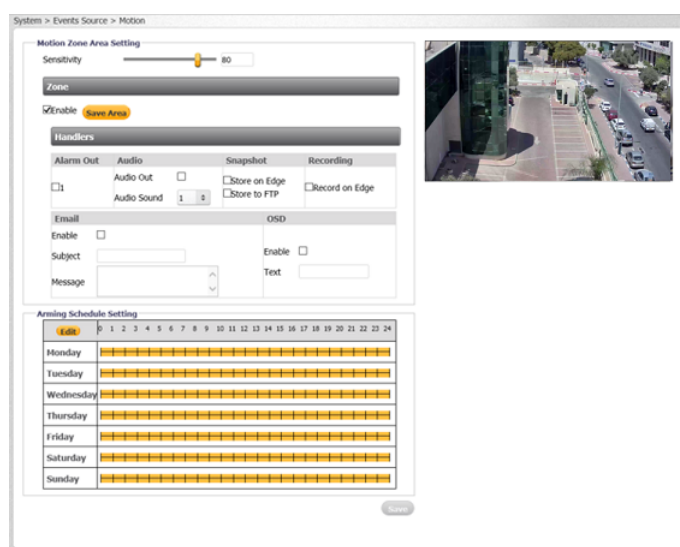 System > Events Source > Motion
Motion Zone Area Setting
Sensitivity 80
Zone
Enable Save Area
Handlers
Alarm Out Audio Snapshot Recording
1 Audio Out Store on Edge Record on Edge
Audio Sound 1 Store to FTP
Email OSD
Enable
Subject Enable
Message Text
Arming Schedule Setting
Edit 0 1 2 3 4 5 6 7 8 9 10 11 12 13 14 15 16 17 18 19 20 21 22 23 24
Monday
Tuesday
Wednesday
Thursday
Friday
Saturday
Sunday
Save